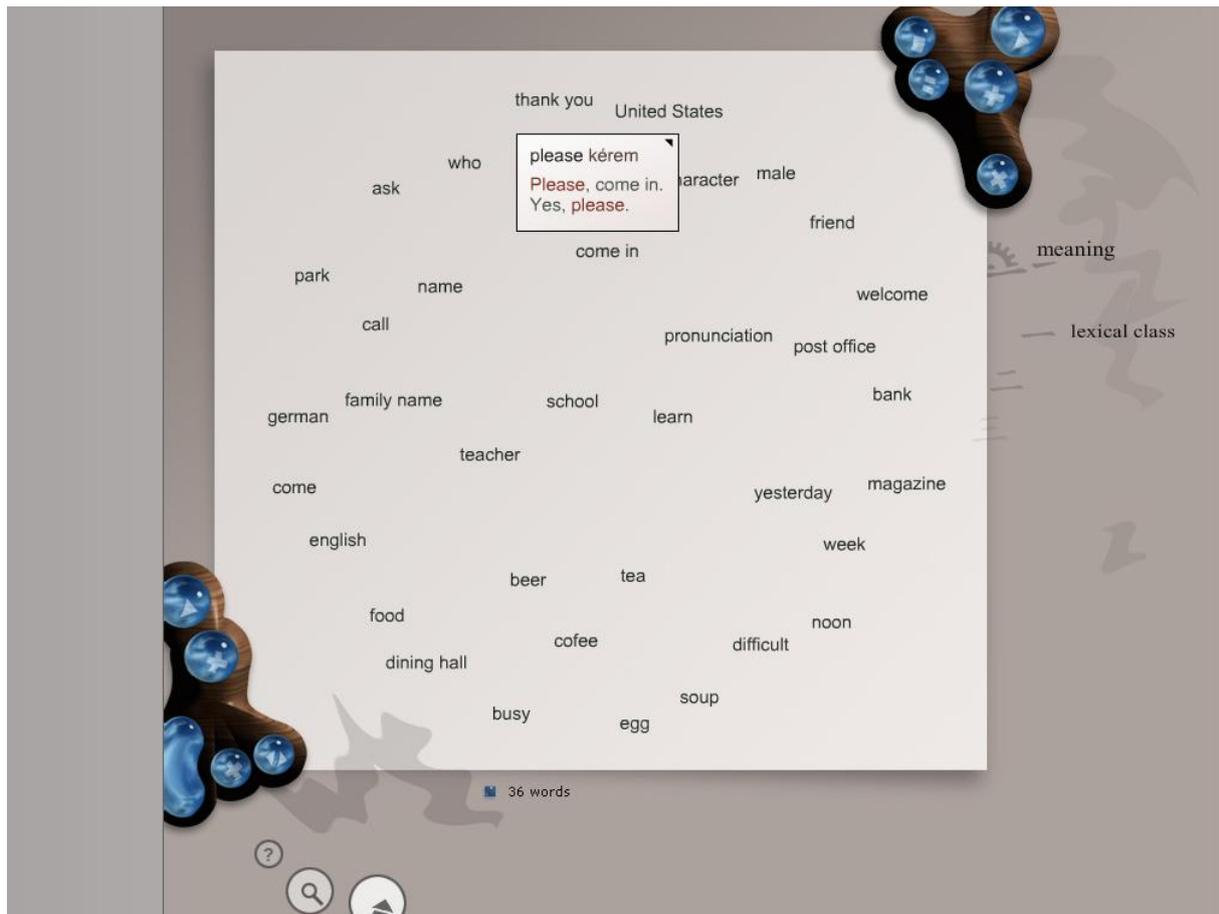 thank you
United States
please kérem
Please, come in.
Yes, please.
who
ask
haracter
male
friend
come in
park
name
call
welcome
meaning
pronunciation
post office
lexical class
family name
german
school
learn
bank
teacher
come
yesterday
magazine
english
week
beer
tea
food
cofee
difficult
noon
dining hall
soup
busy
egg
36 words
?